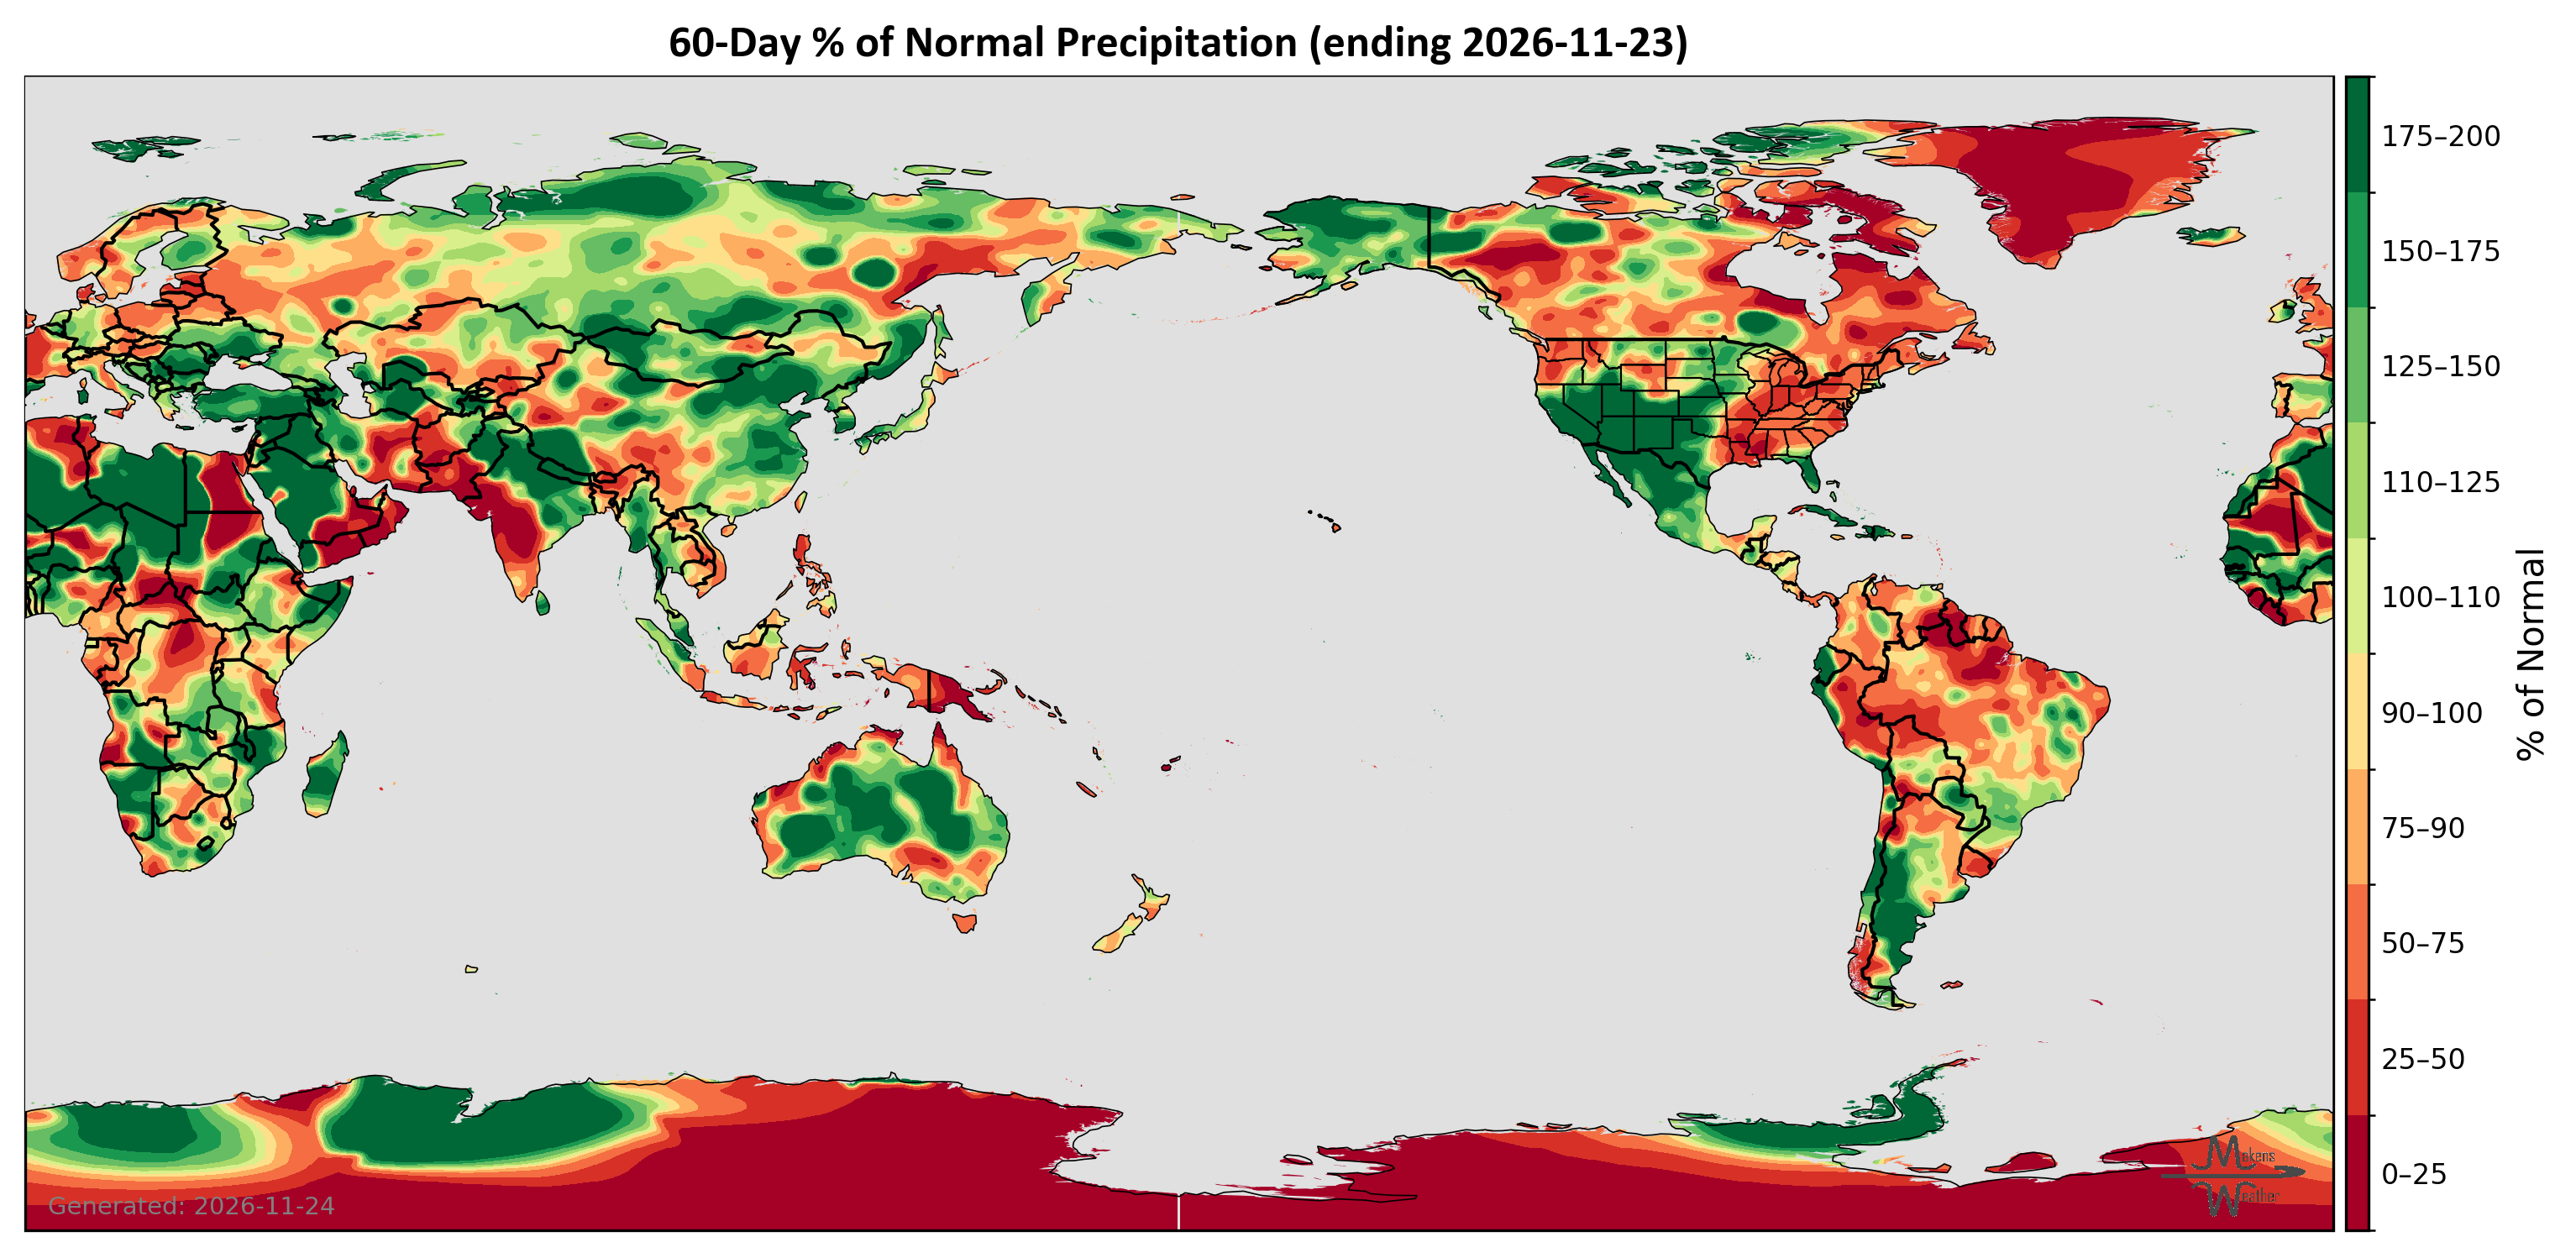 60-Day % of Normal Precipitation (ending 2026-11-23)
175–200
150–175
125–150
110–125
100–110
90–100
75–90
50–75
25–50
0–25
% of Normal
Generated: 2026-11-24
Weather